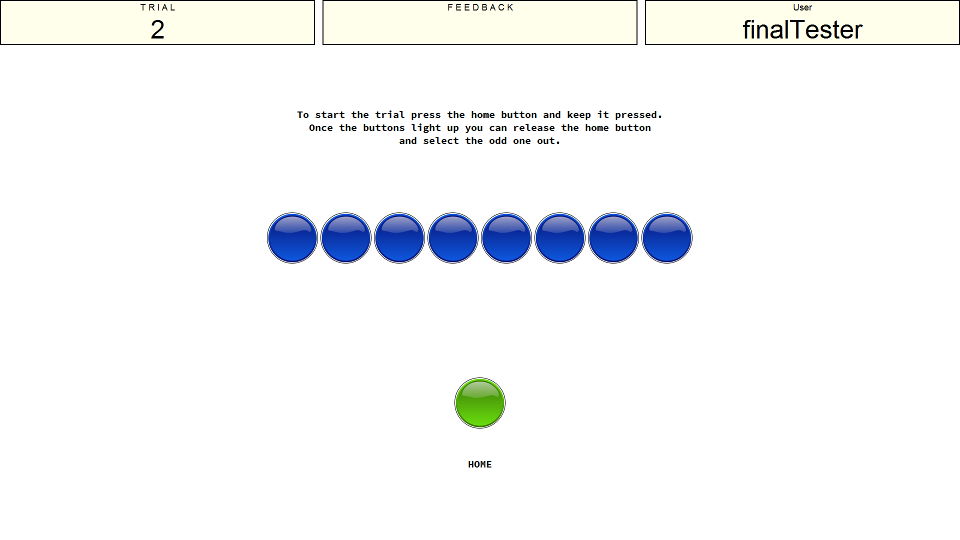 TRIAL
2
FEEDBACK
User
finalTester
To start the trial press the home button and keep it pressed.
Once the buttons light up you can release the home button
and select the odd one out.
HOME